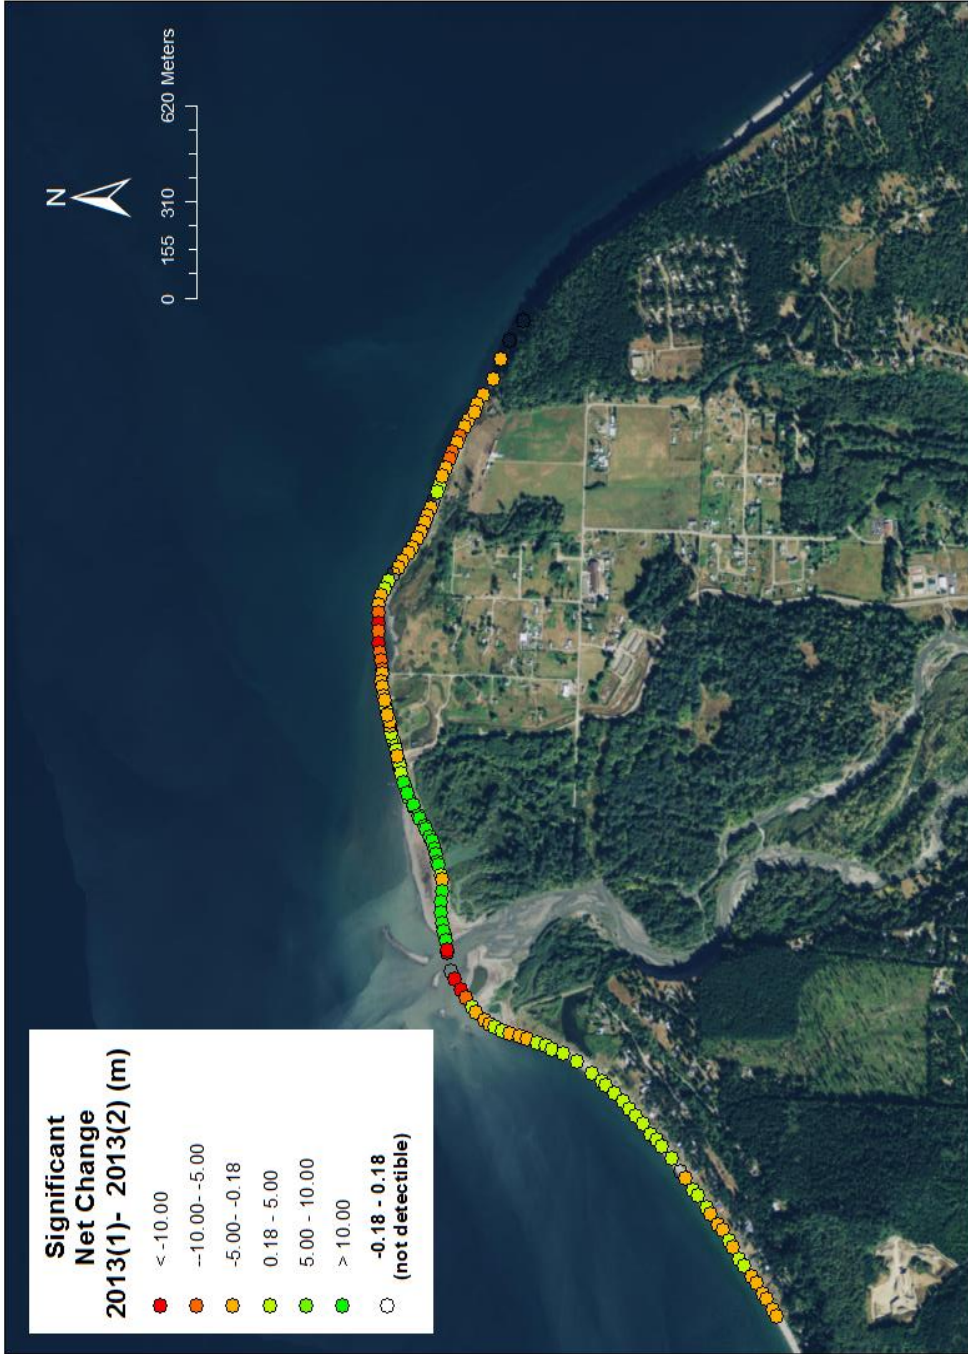 N
0 155 310 620 Meters
Significant
Net Change
2013(1)- 2013(2) (m)
< -10.00
--10.00- -5.00
-5.00- -0.18
0.18 - 5.00
5.00 - 10.00
> 10.00
-0.18 - 0.18
(not detectible)